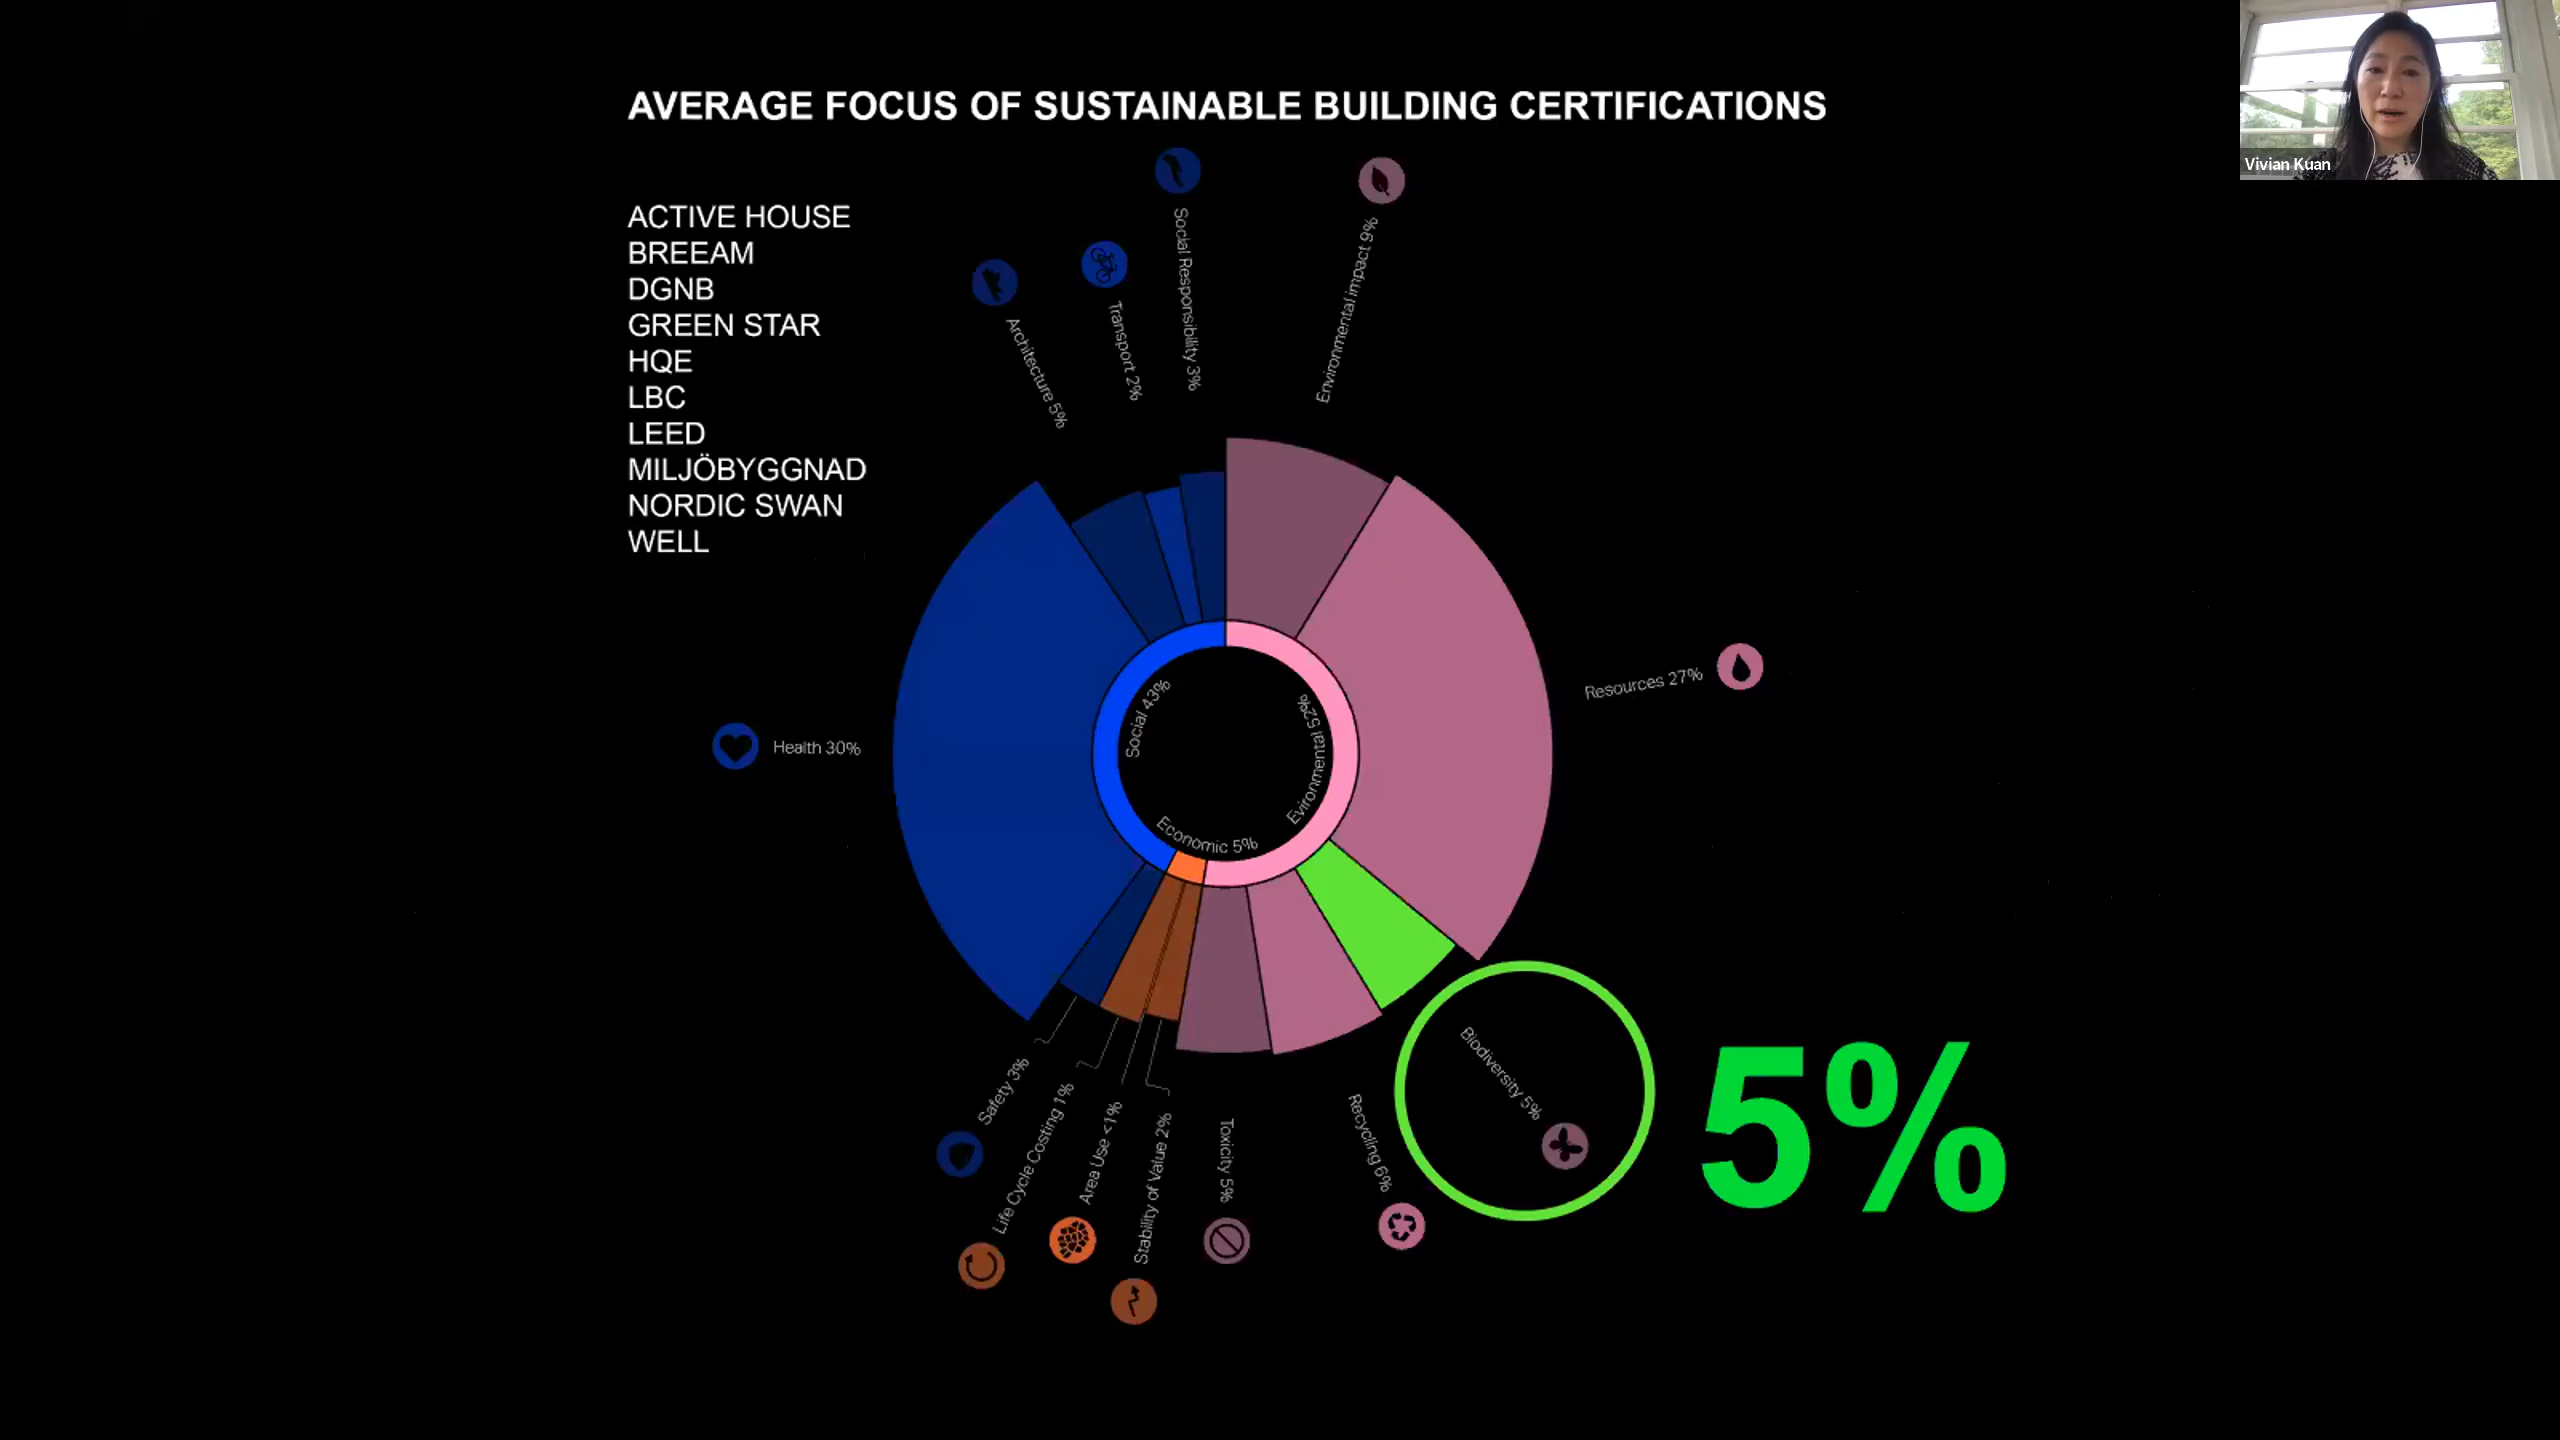 AVERAGE FOCUS OF SUSTAINABLE BUILDING CERTIFICATIONS
Vivian Kuan
ACTIVE HOUSE
BREEAM
DGNB
GREEN STAR
HQE
LBC
LEED
MILJÖBYGGNAD
NORDIC SWAN
WELL
Architecture 5%
Transport 2%
Social Responsibility 3%
Environmental impact 9%
Resources 27%
Health 30%
Social 43%
Evironmental 52%
Economic 5%
Safety 3%
Life Cycle Costing 1%
Area Use <1%
Stability of Value 2%
Toxicity 5%
Recycling 6%
Biodiversity 5%
5%